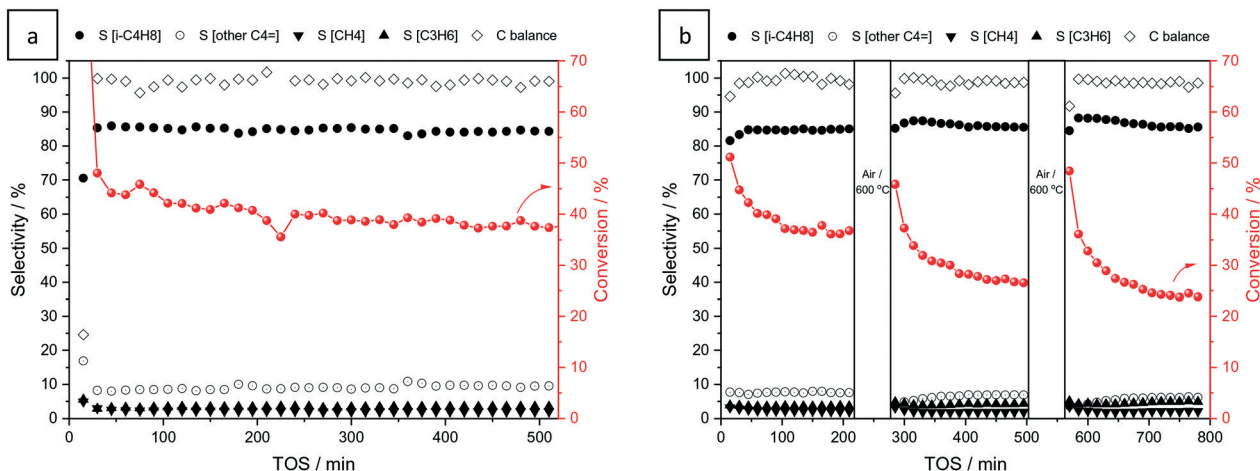 a
S [i-C4H8] S [other C4=] S [CH4] S [C3H6] C balance
100
90
80
70
60
50
40
30
20
10
0
Selectivity / %
70
60
50
40
30
20
10
0
Conversion / %
0 100 200 300 400 500
TOS / min
b
S [i-C4H8] S [other C4=] S [CH4] S [C3H6] C balance
100
90
80
70
60
50
40
30
20
10
0
Selectivity / %
Air /
600 ºC
Air /
600 ºC
70
60
50
40
30
20
10
0
Conversion / %
0 100 200 300 400 500 600 700 800
TOS / min